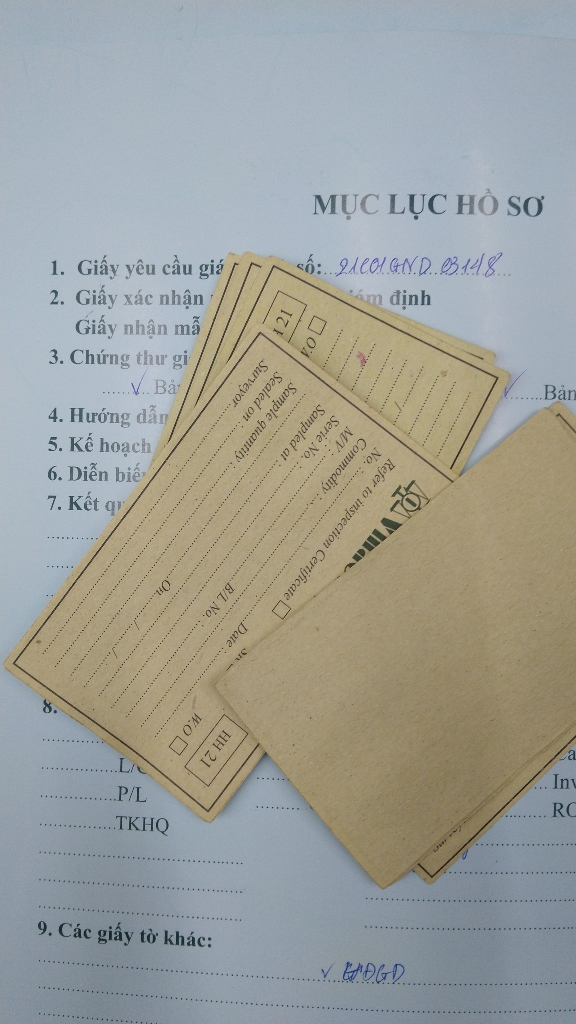 MỤC LỤC HỒ SƠ
1. Giấy yêu cầu giá số: 21C01GND 03148
2. Giấy xác nhận giám định
Giấy nhận mẫ
3. Chứng thư gi
✓ Bản
✓ Bản
4. Hướng dẫn
5. Kế hoạch
6. Diễn biến
7. Kết qu
21
W.O
Refer to inspection Certificate
No.
Commodity :
M/V
Serie No.
Sampled at
Sample quantity:
Sealed on
Surveyor
B/L No.:
On
Date
W.O
HH 21
8.
L/C
P/L
TKHQ
Inv
RO
9. Các giấy tờ khác:
✓ HĐGD